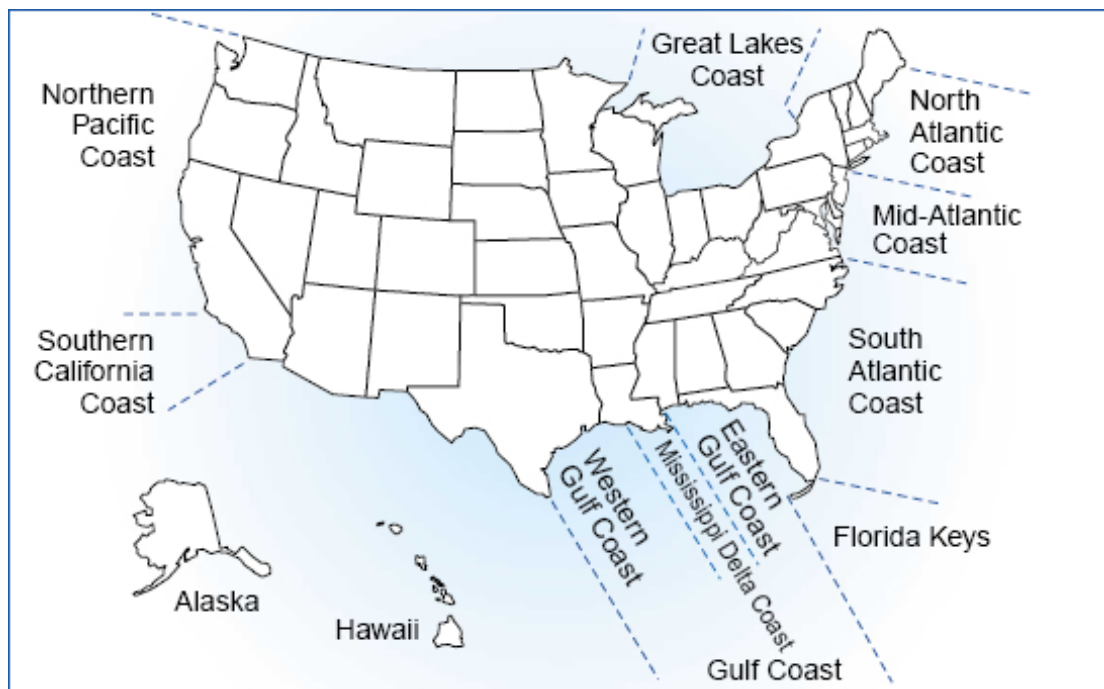 Great Lakes
Coast
Northern
Pacific
Coast
North
Atlantic
Coast
Mid-Atlantic
Coast
Southern
California
Coast
South
Atlantic
Coast
Western
Gulf Coast
Mississippi Delta Coast
Eastern
Gulf Coast
Florida Keys
Alaska
Hawaii
Gulf Coast